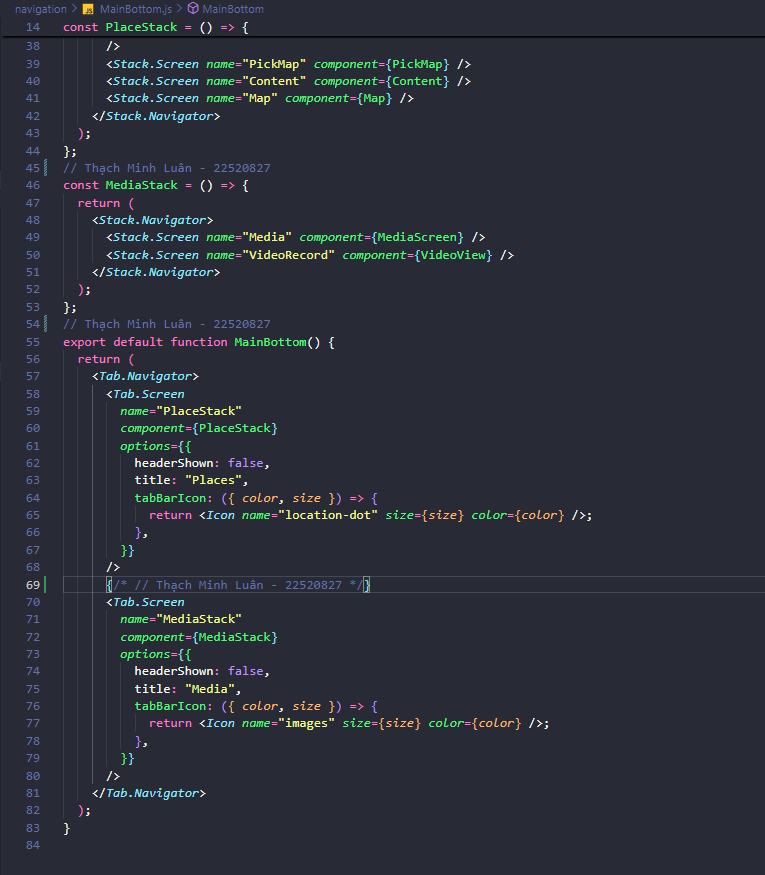 navigation > JS MainBottom.js > MainBottom
14 const PlaceStack = () => {
38 />
39 <Stack.Screen name="PickMap" component={PickMap} />
40 <Stack.Screen name="Content" component={Content} />
41 <Stack.Screen name="Map" component={Map} />
42 </Stack.Navigator>
43 );
44 };
45 // Thạch Minh Luân - 22520827
46 const MediaStack = () => {
47 return (
48 <Stack.Navigator>
49 <Stack.Screen name="Media" component={MediaScreen} />
50 <Stack.Screen name="VideoRecord" component={VideoView} />
51 </Stack.Navigator>
52 );
53 };
54 // Thạch Minh Luân - 22520827
55 export default function MainBottom() {
56 return (
57 <Tab.Navigator>
58 <Tab.Screen
59 name="PlaceStack"
60 component={PlaceStack}
61 options={{
62 headerShown: false,
63 title: "Places",
64 tabBarIcon: ({ color, size }) => {
65 return <Icon name="location-dot" size={size} color={color} />;
66 },
67 }}
68 />
69 {/* // Thạch Minh Luân - 22520827 */}
70 <Tab.Screen
71 name="MediaStack"
72 component={MediaStack}
73 options={{
74 headerShown: false,
75 title: "Media",
76 tabBarIcon: ({ color, size }) => {
77 return <Icon name="images" size={size} color={color} />;
78 },
79 }}
80 />
81 </Tab.Navigator>
82 );
83 }
84